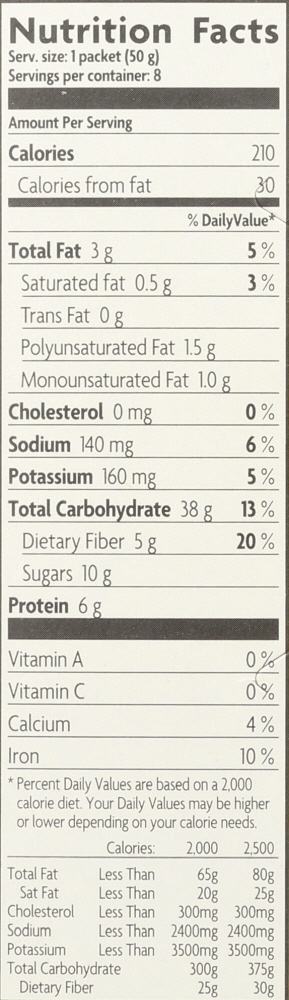 Nutrition Facts
Serv. size: 1 packet (50 g)
Servings per container: 8
Amount Per Serving
Calories 210
Calories from fat 30
% DailyValue*
Total Fat 3 g 5 %
Saturated fat 0.5 g 3 %
Trans Fat 0 g
Polyunsaturated Fat 1.5 g
Monounsaturated Fat 1.0 g
Cholesterol 0 mg 0 %
Sodium 140 mg 6 %
Potassium 160 mg 5 %
Total Carbohydrate 38 g 13 %
Dietary Fiber 5 g 20 %
Sugars 10 g
Protein 6 g
Vitamin A 0 %
Vitamin C 0 %
Calcium 4 %
Iron 10 %
* Percent Daily Values are based on a 2,000
calorie diet. Your Daily Values may be higher
or lower depending on your calorie needs.
Calories: 2,000 2,500
Total Fat Less Than 65g 80g
Sat Fat Less Than 20g 25g
Cholesterol Less Than 300mg 300mg
Sodium Less Than 2400mg 2400mg
Potassium Less Than 3500mg 3500mg
Total Carbohydrate 300g 375g
Dietary Fiber 25g 30g